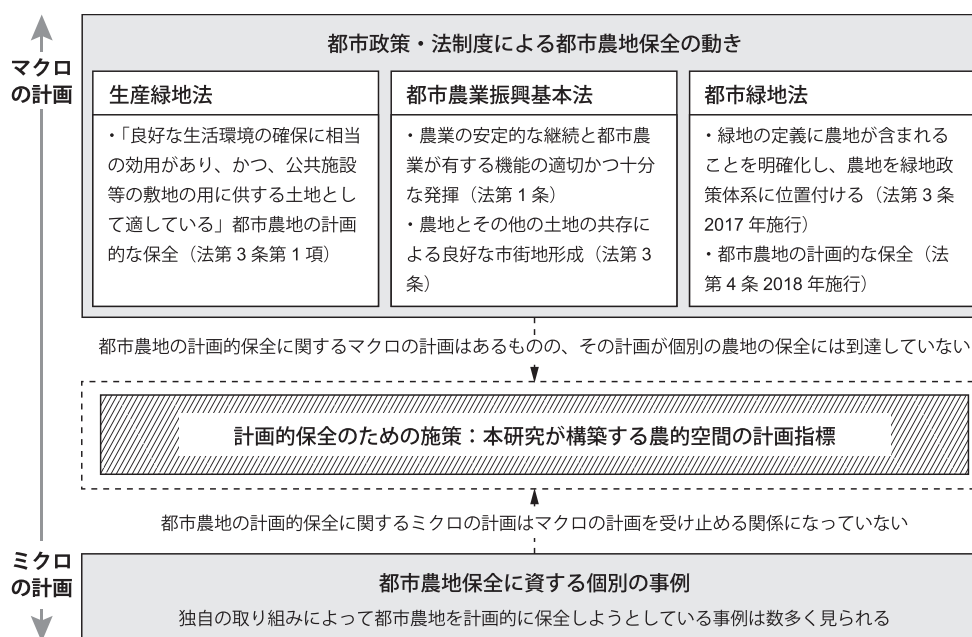 マクロ
の計画
都市政策・法制度による都市農地保全の動き
生産緑地法
・「良好な生活環境の確保に相当
の効用があり、かつ、公共施設
等の敷地の用に供する土地とし
て適している」都市農地の計画
的な保全（法第 3 条第 1 項）
都市農業振興基本法
・農業の安定的な継続と都市農
業が有する機能の適切かつ十分
な発揮（法第 1 条）
・農地とその他の土地の共存に
よる良好な市街地形成（法第 3
条）
都市緑地法
・緑地の定義に農地が含まれる
ことを明確化し、農地を緑地政
策体系に位置付ける（法第 3 条
2017 年施行）
・都市農地の計画的な保全（法
第 4 条 2018 年施行）
都市農地の計画的保全に関するマクロの計画はあるものの、その計画が個別の農地の保全には到達していない
計画的保全のための施策：本研究が構築する農的空間の計画指標
都市農地の計画的保全に関するミクロの計画はマクロの計画を受け止める関係になっていない
ミクロ
の計画
都市農地保全に資する個別の事例
独自の取り組みによって都市農地を計画的に保全しようとしている事例は数多く見られる